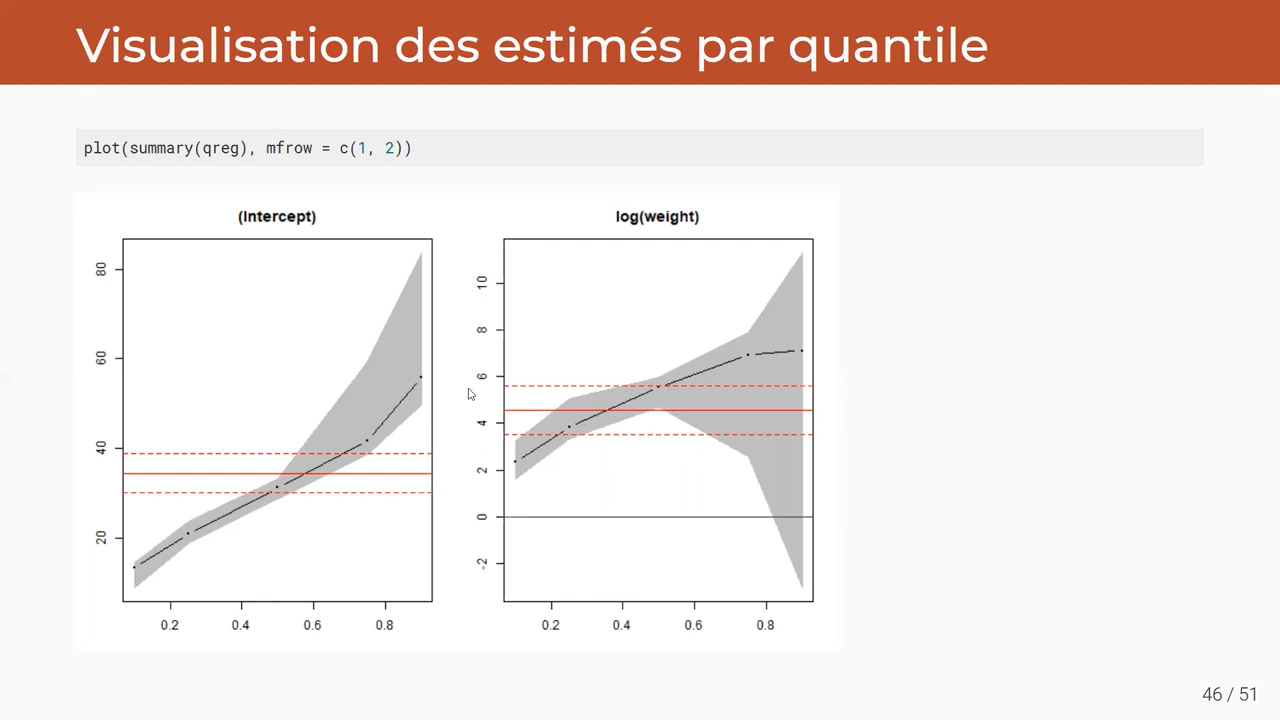 Visualisation des estimés par quantile
plot(summary(qreg), mfrow = c(1, 2))
(Intercept)
80
60
40
20
0.2 0.4 0.6 0.8
log(weight)
10
8
6
4
2
0
-2
0.2 0.4 0.6 0.8
46 / 51